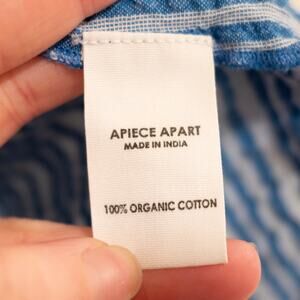 APIECE APART
MADE IN INDIA
100% ORGANIC COTTON